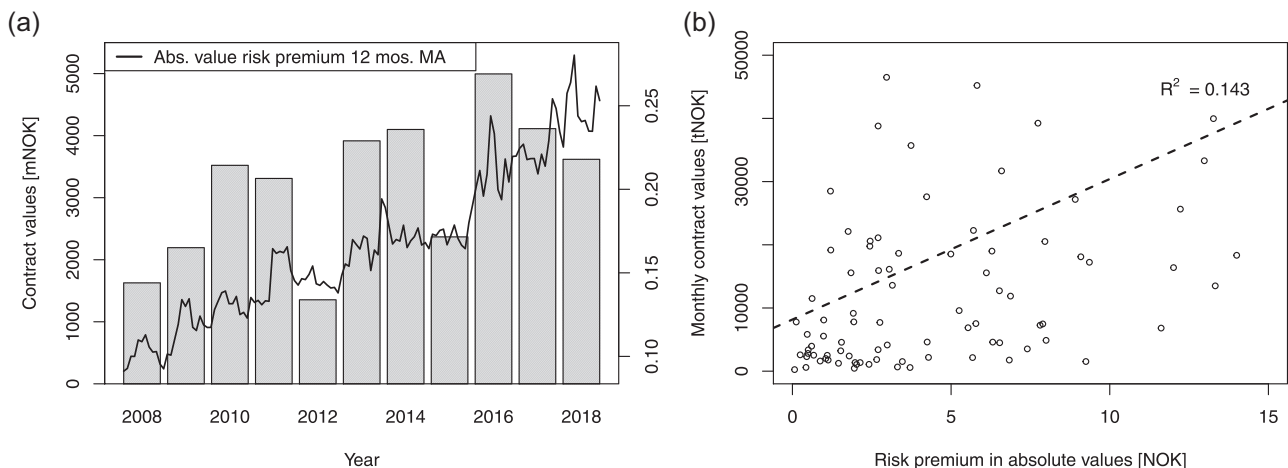 (a)
Abs. value risk premium 12 mos. MA
Contract values [mNOK]
5000
4000
3000
2000
1000
0
0.25
0.20
0.15
0.10
2008 2010 2012 2014 2016 2018
Year
(b)
R² = 0.143
Monthly contract values [tNOK]
50000
30000
10000
0
0 5 10 15
Risk premium in absolute values [NOK]